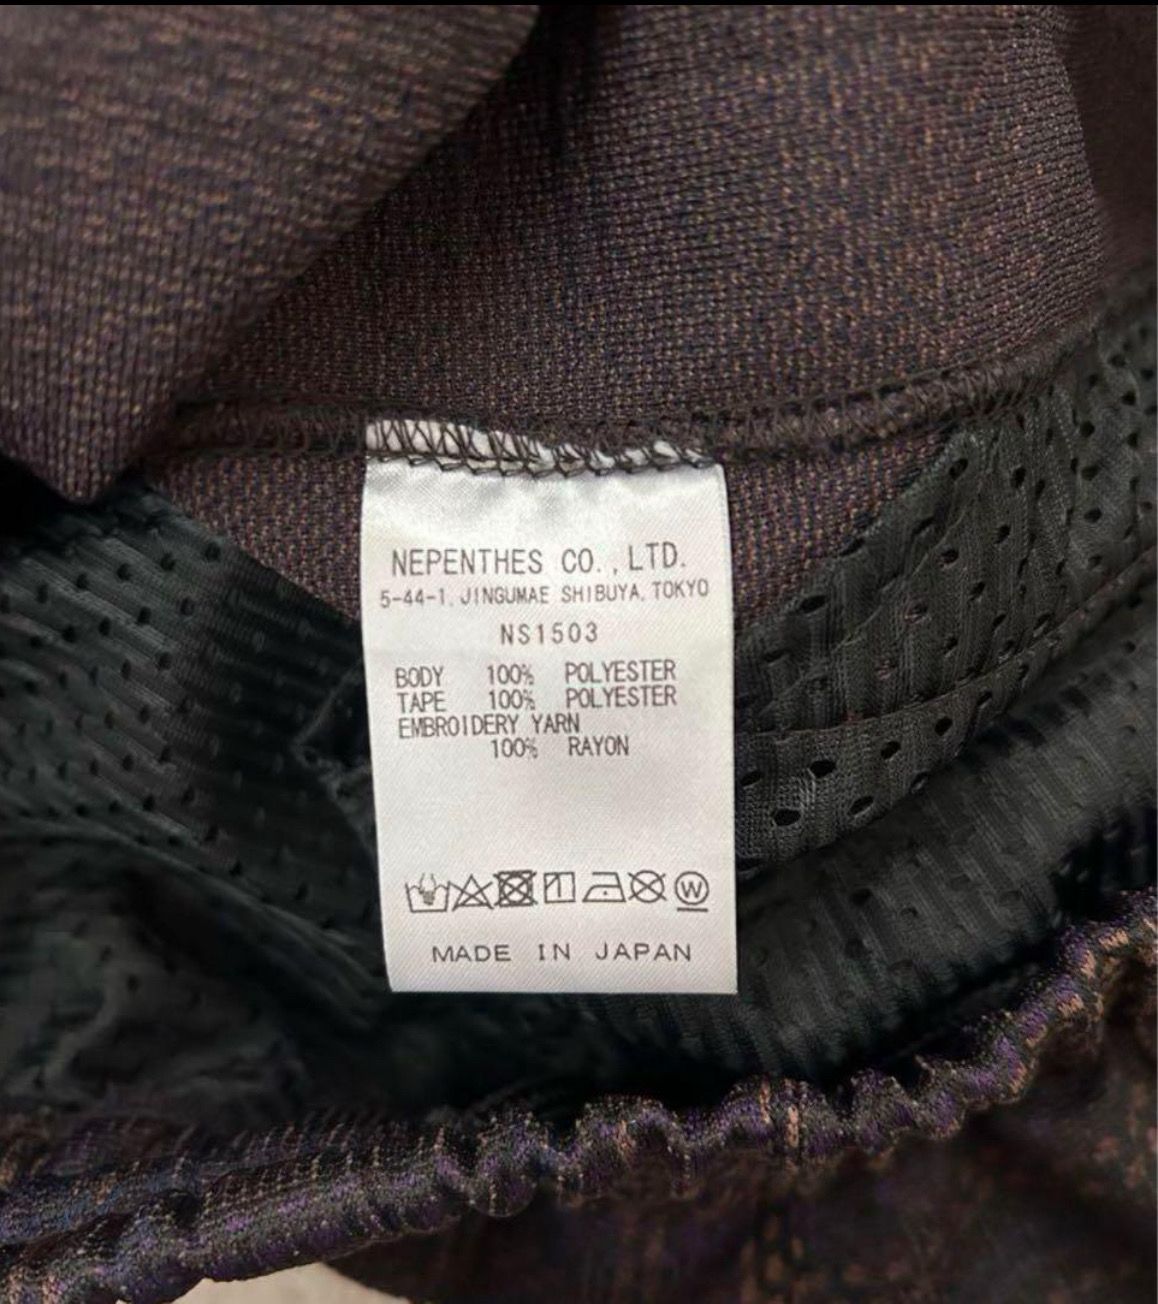 NEPENTHES CO.,LTD.
5-44-1, JINGUMAE SHIBUYA, TOKYO
NS1503
BODY 100% POLYESTER
TAPE 100% POLYESTER
EMBROIDERY YARN
100% RAYON
W
MADE IN JAPAN